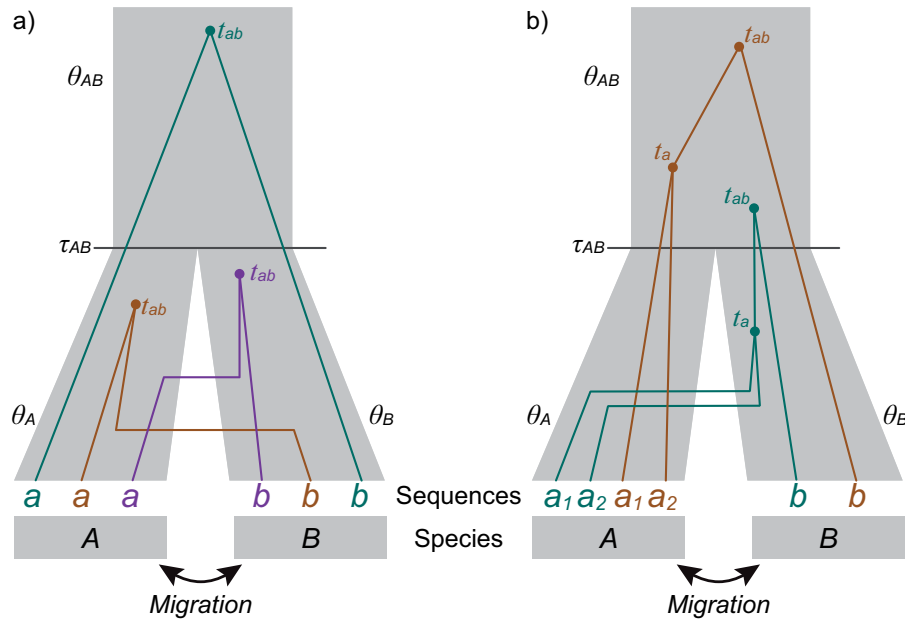 a)
t_ab
θ_AB
τ_AB
t_ab
t_ab
θ_A
θ_B
a a a b b b
A
B
Migration
Sequences
Species
b)
t_ab
θ_AB
t_a
t_ab
τ_AB
t_a
θ_A
θ_B
a_1 a_2 a_1 a_2 b b
A
B
Migration